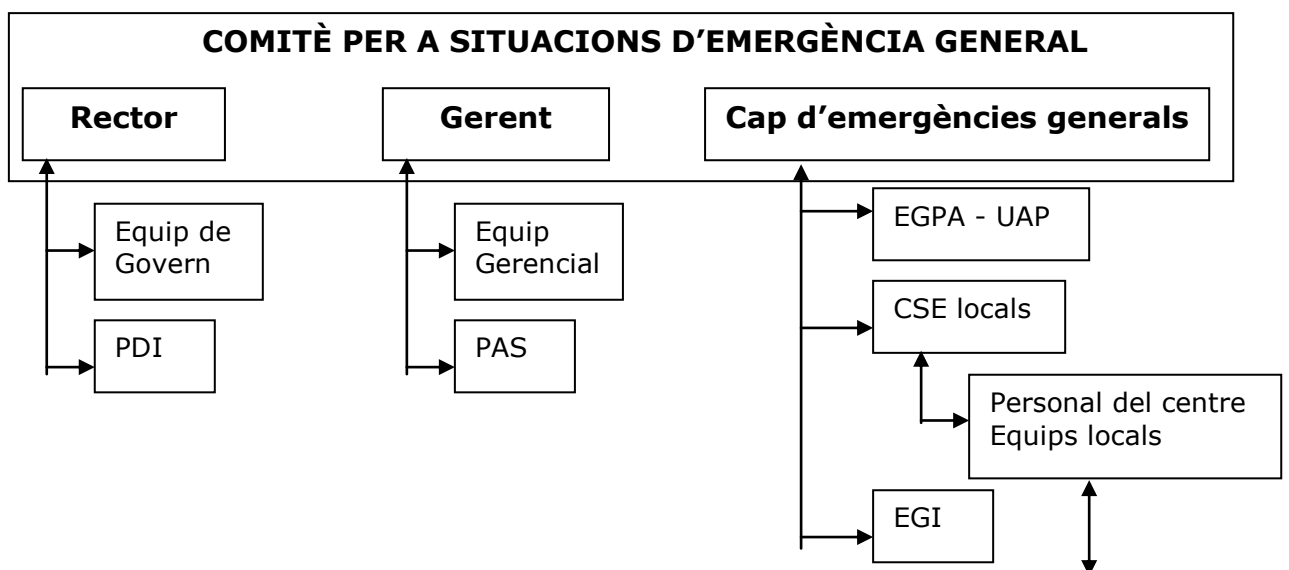 COMITÈ PER A SITUACIONS D’EMERGÈNCIA GENERAL
Rector
Gerent
Cap d’emergències generals
Equip de
Govern
PDI
Equip
Gerencial
PAS
EGPA - UAP
CSE locals
Personal del centre
Equips locals
EGI